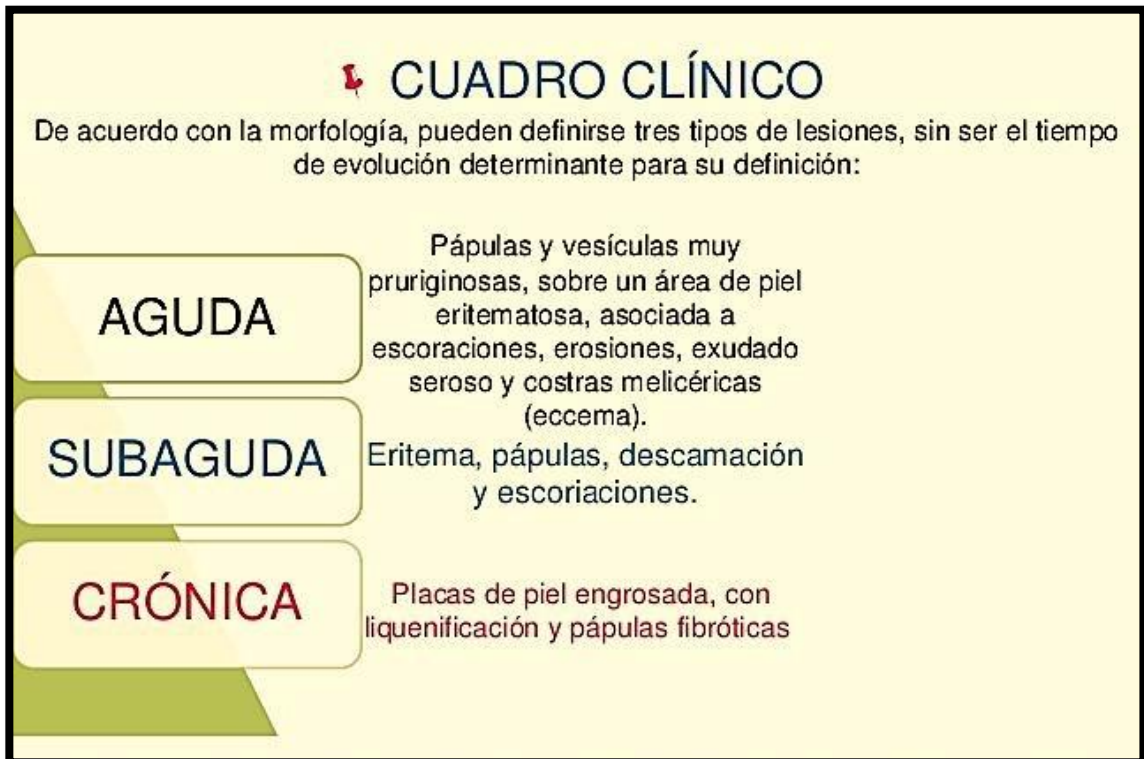 CUADRO CLÍNICO
De acuerdo con la morfología, pueden definirse tres tipos de lesiones, sin ser el tiempo
de evolución determinante para su definición:
AGUDA
Pápulas y vesículas muy
pruriginosas, sobre un área de piel
eritematosa, asociada a
escoraciones, erosiones, exudado
seroso y costras melicéricas
(eccema).
SUBAGUDA
Eritema, pápulas, descamación
y escoriaciones.
CRÓNICA
Placas de piel engrosada, con
liquenificación y pápulas fibróticas